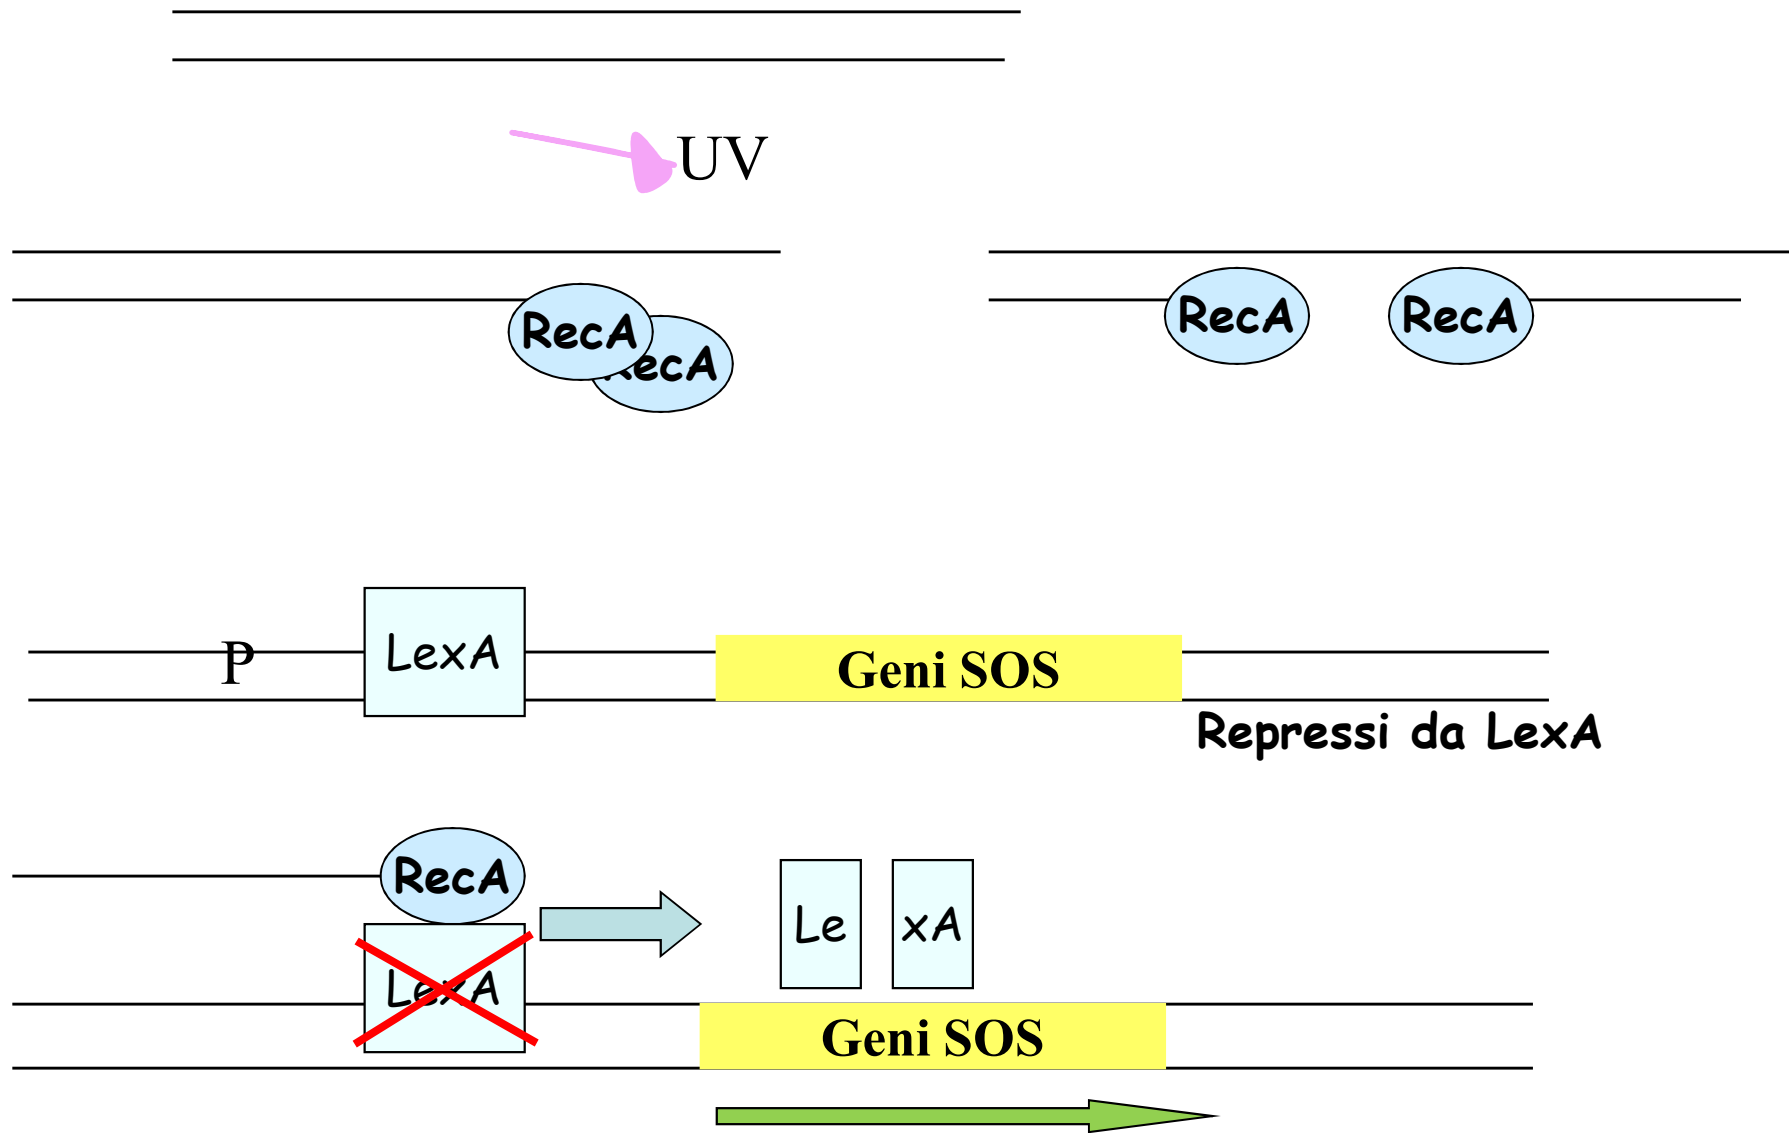 UV
RecA
RecA
RecA
RecA
P
LexA
Geni SOS
Repressi da LexA
RecA
LexA
Le
xA
Geni SOS